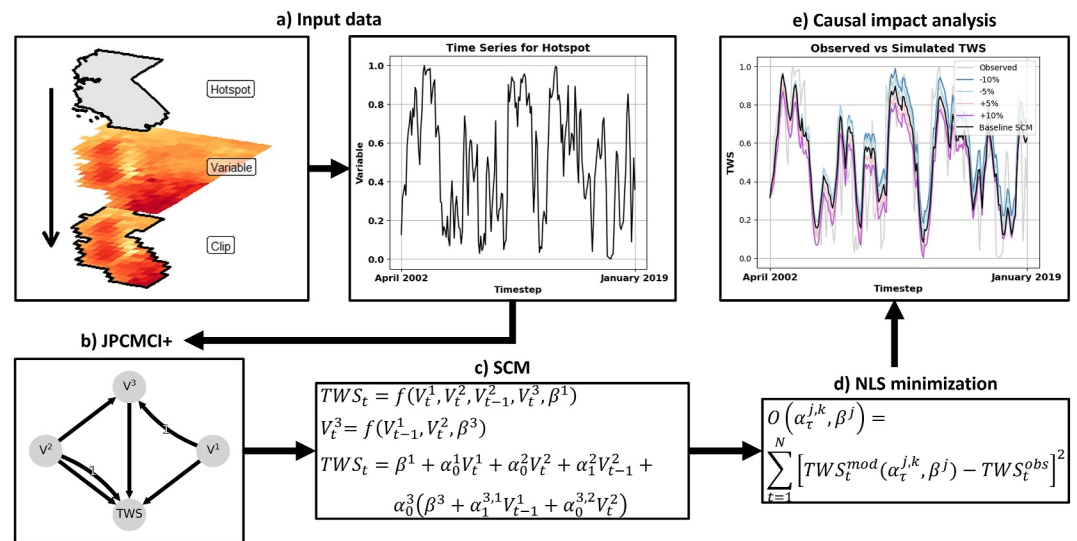 a) Input data
Hotspot
Variable
Clip
Time Series for Hotspot
1.0
0.8
0.6
0.4
0.2
0.0
Variable
April 2002
January 2019
Timestep
e) Causal impact analysis
Observed vs Simulated TWS
1.0
0.8
0.6
0.4
0.2
0.0
TWS
Observed
-10%
-5%
+5%
+10%
Baseline SCM
April 2002
January 2019
Timestep
b) JPCMCI+
V³
V²
V¹
1
1
TWS
c) SCM
TWS_t = f(V_t^1, V_t^2, V_{t-1}^2, V_t^3, β^1)
V_t^3 = f(V_{t-1}^1, V_t^2, β^3)
TWS_t = β^1 + α_0^1 V_t^1 + α_0^2 V_t^2 + α_1^2 V_{t-1}^2 +
α_0^3 (β^3 + α_1^{3,1} V_{t-1}^1 + α_0^{3,2} V_t^2)
d) NLS minimization
O (α_τ^{j,k}, β^j) =
∑_{t=1}^N [TWS_t^{mod} (α_τ^{j,k}, β^j) − TWS_t^{obs}]^2